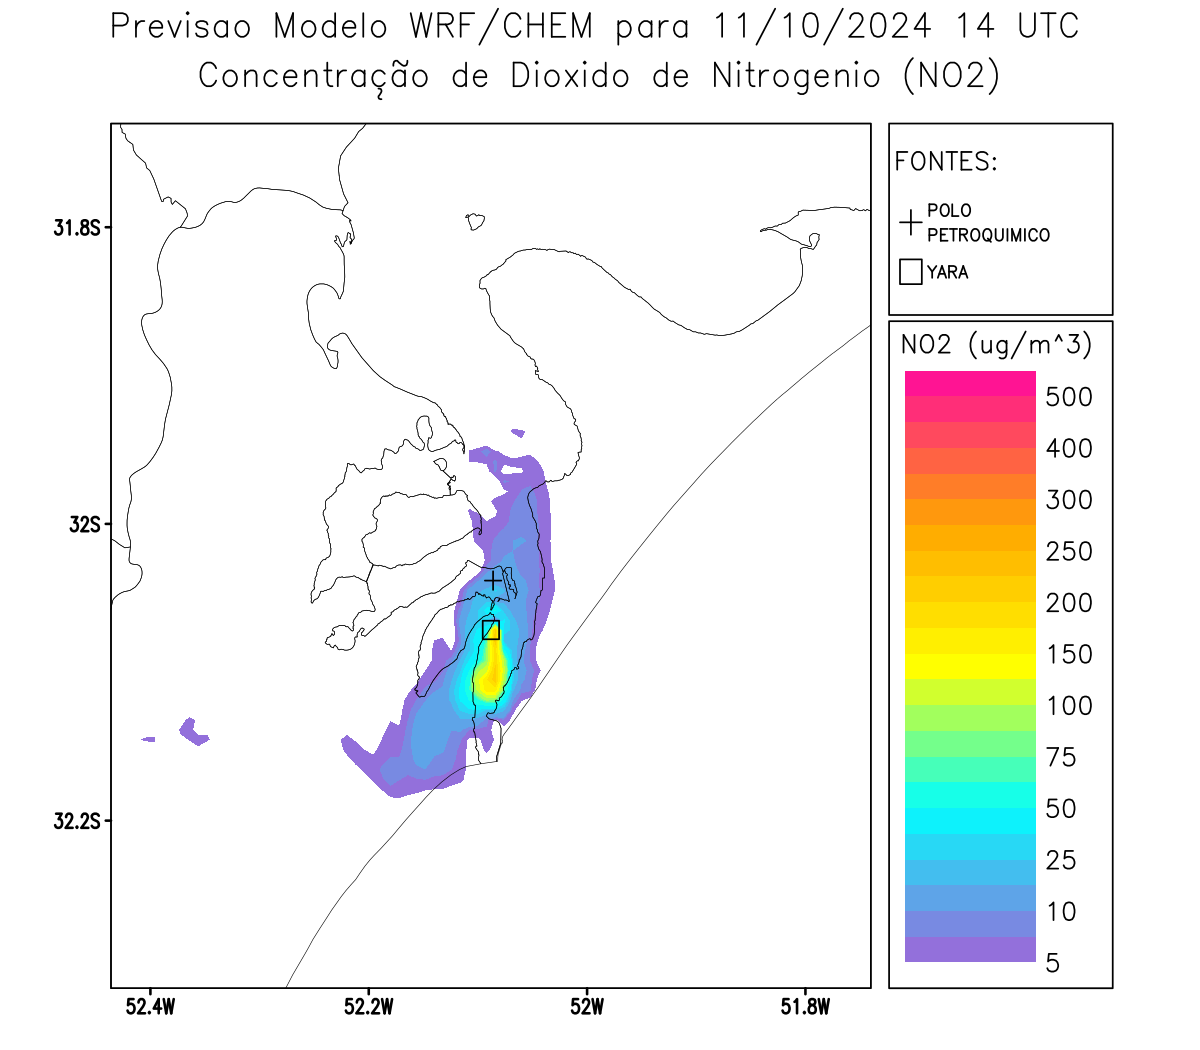 Previsao Modelo WRF/CHEM para 11/10/2024 14 UTC
Concentração de Dioxido de Nitrogenio (NO2)
FONTES:
POLO
PETROQUIMICO
YARA
NO2 (ug/m^3)
500
400
300
250
200
150
100
75
50
25
10
5
31.8S
32S
32.2S
52.4W
52.2W
52W
51.8W